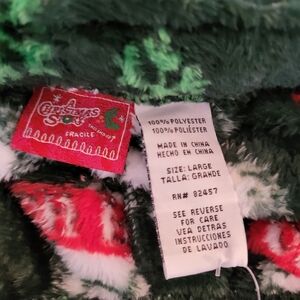 A
CHRISTMAS
STORY
FRAGILE
100% POLYESTER
100% POLIÉSTER
MADE IN CHINA
HECHO EN CHINA
SIZE: LARGE
TALLA: GRANDE
RN# 82457
SEE REVERSE
FOR CARE
VEA DETRAS
INSTRUCCIONES
DE LAVADO